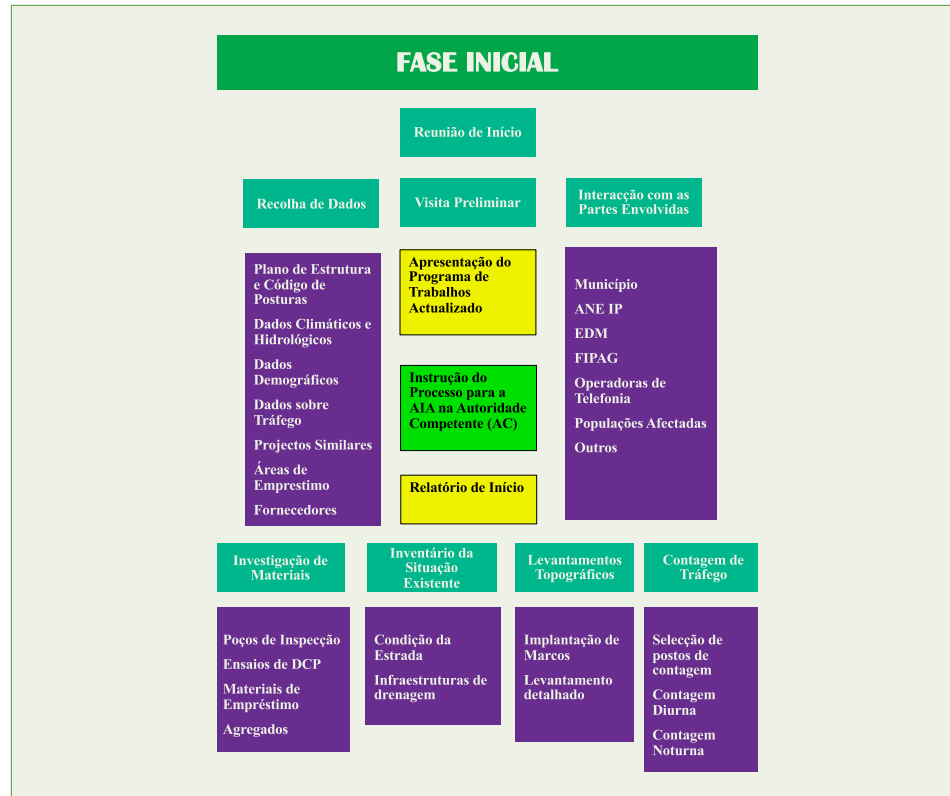 FASE INICIAL
Reunião de Início
Recolha de Dados
Visita Preliminar
Interacção com as
Partes Envolvidas
Plano de Estrutura
e Código de
Posturas
Dados Climáticos e
Hidrológicos
Dados
Demográficos
Dados sobre
Tráfego
Projectos Similares
Áreas de
Emprestimo
Fornecedores
Apresentação do
Programa de
Trabalhos
Actualizado
Instrução do
Processo para a
AIA na Autoridade
Competente (AC)
Relatório de Início
Município
ANE IP
EDM
FIPAG
Operadoras de
Telefonia
Populações Afectadas
Outros
Investigação de
Materiais
Inventário da
Situação
Existente
Levantamentos
Topográficos
Contagem de
Tráfego
Poços de Inspecção
Ensaios de DCP
Materiais de
Empréstimo
Agregados
Condição da
Estrada
Infraestruturas de
drenagem
Implantação de
Marcos
Levantamento
detalhado
Selecção de
postos de
contagem
Contagem
Diurna
Contagem
Noturna